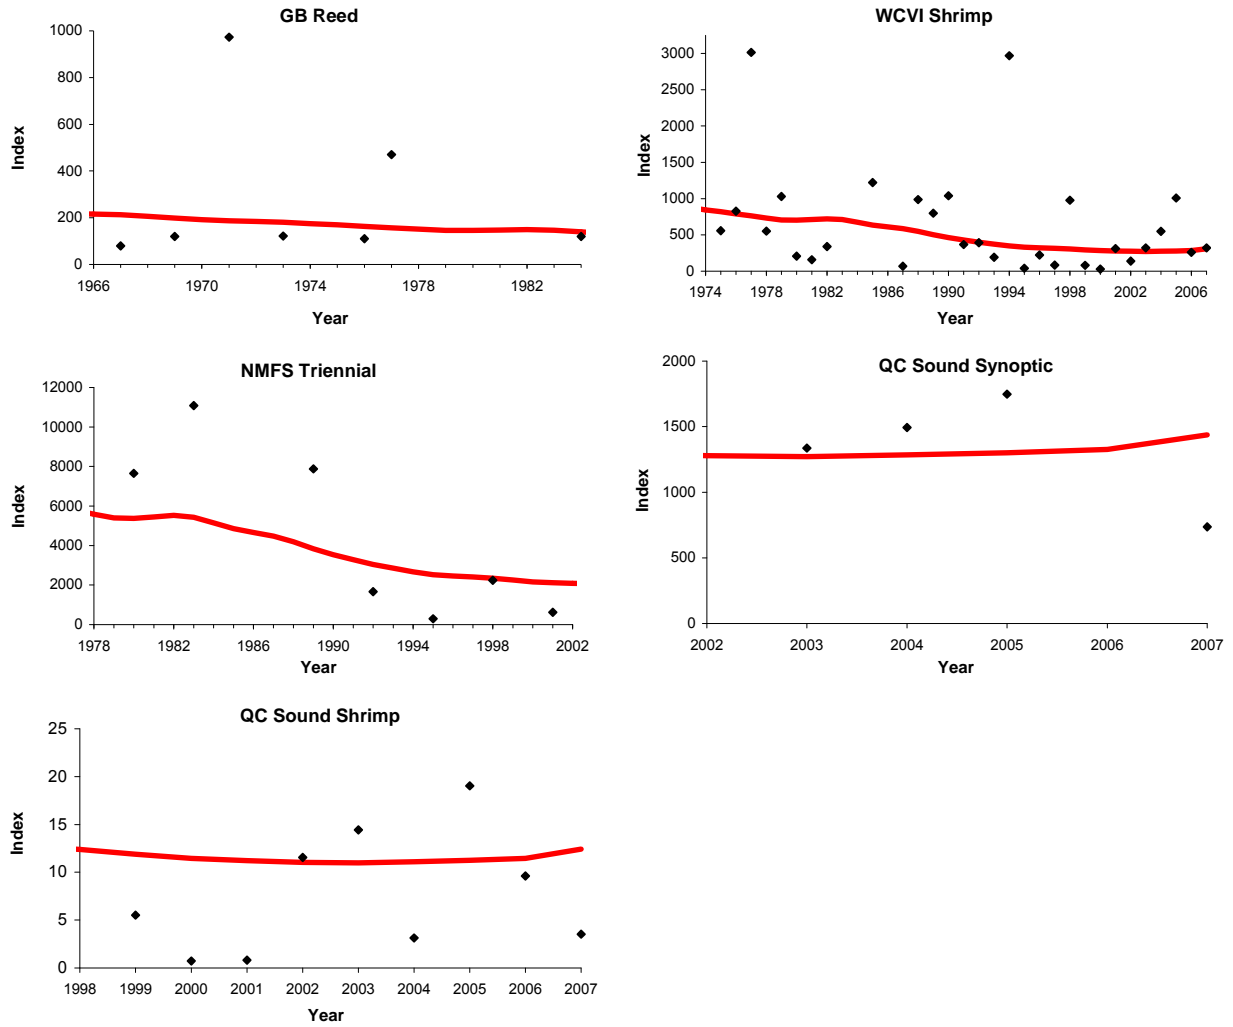 GB Reed
1000
800
600
400
200
0
1966 1970 1974 1978 1982
Index
Year
WCVI Shrimp
3000
2500
2000
1500
1000
500
0
1974 1978 1982 1986 1990 1994 1998 2002 2006
Index
Year
NMFS Triennial
12000
10000
8000
6000
4000
2000
0
1978 1982 1986 1990 1994 1998 2002
Index
Year
QC Sound Synoptic
2000
1500
1000
500
0
2002 2003 2004 2005 2006 2007
Index
Year
QC Sound Shrimp
25
20
15
10
5
0
1998 1999 2000 2001 2002 2003 2004 2005 2006 2007
Index
Year